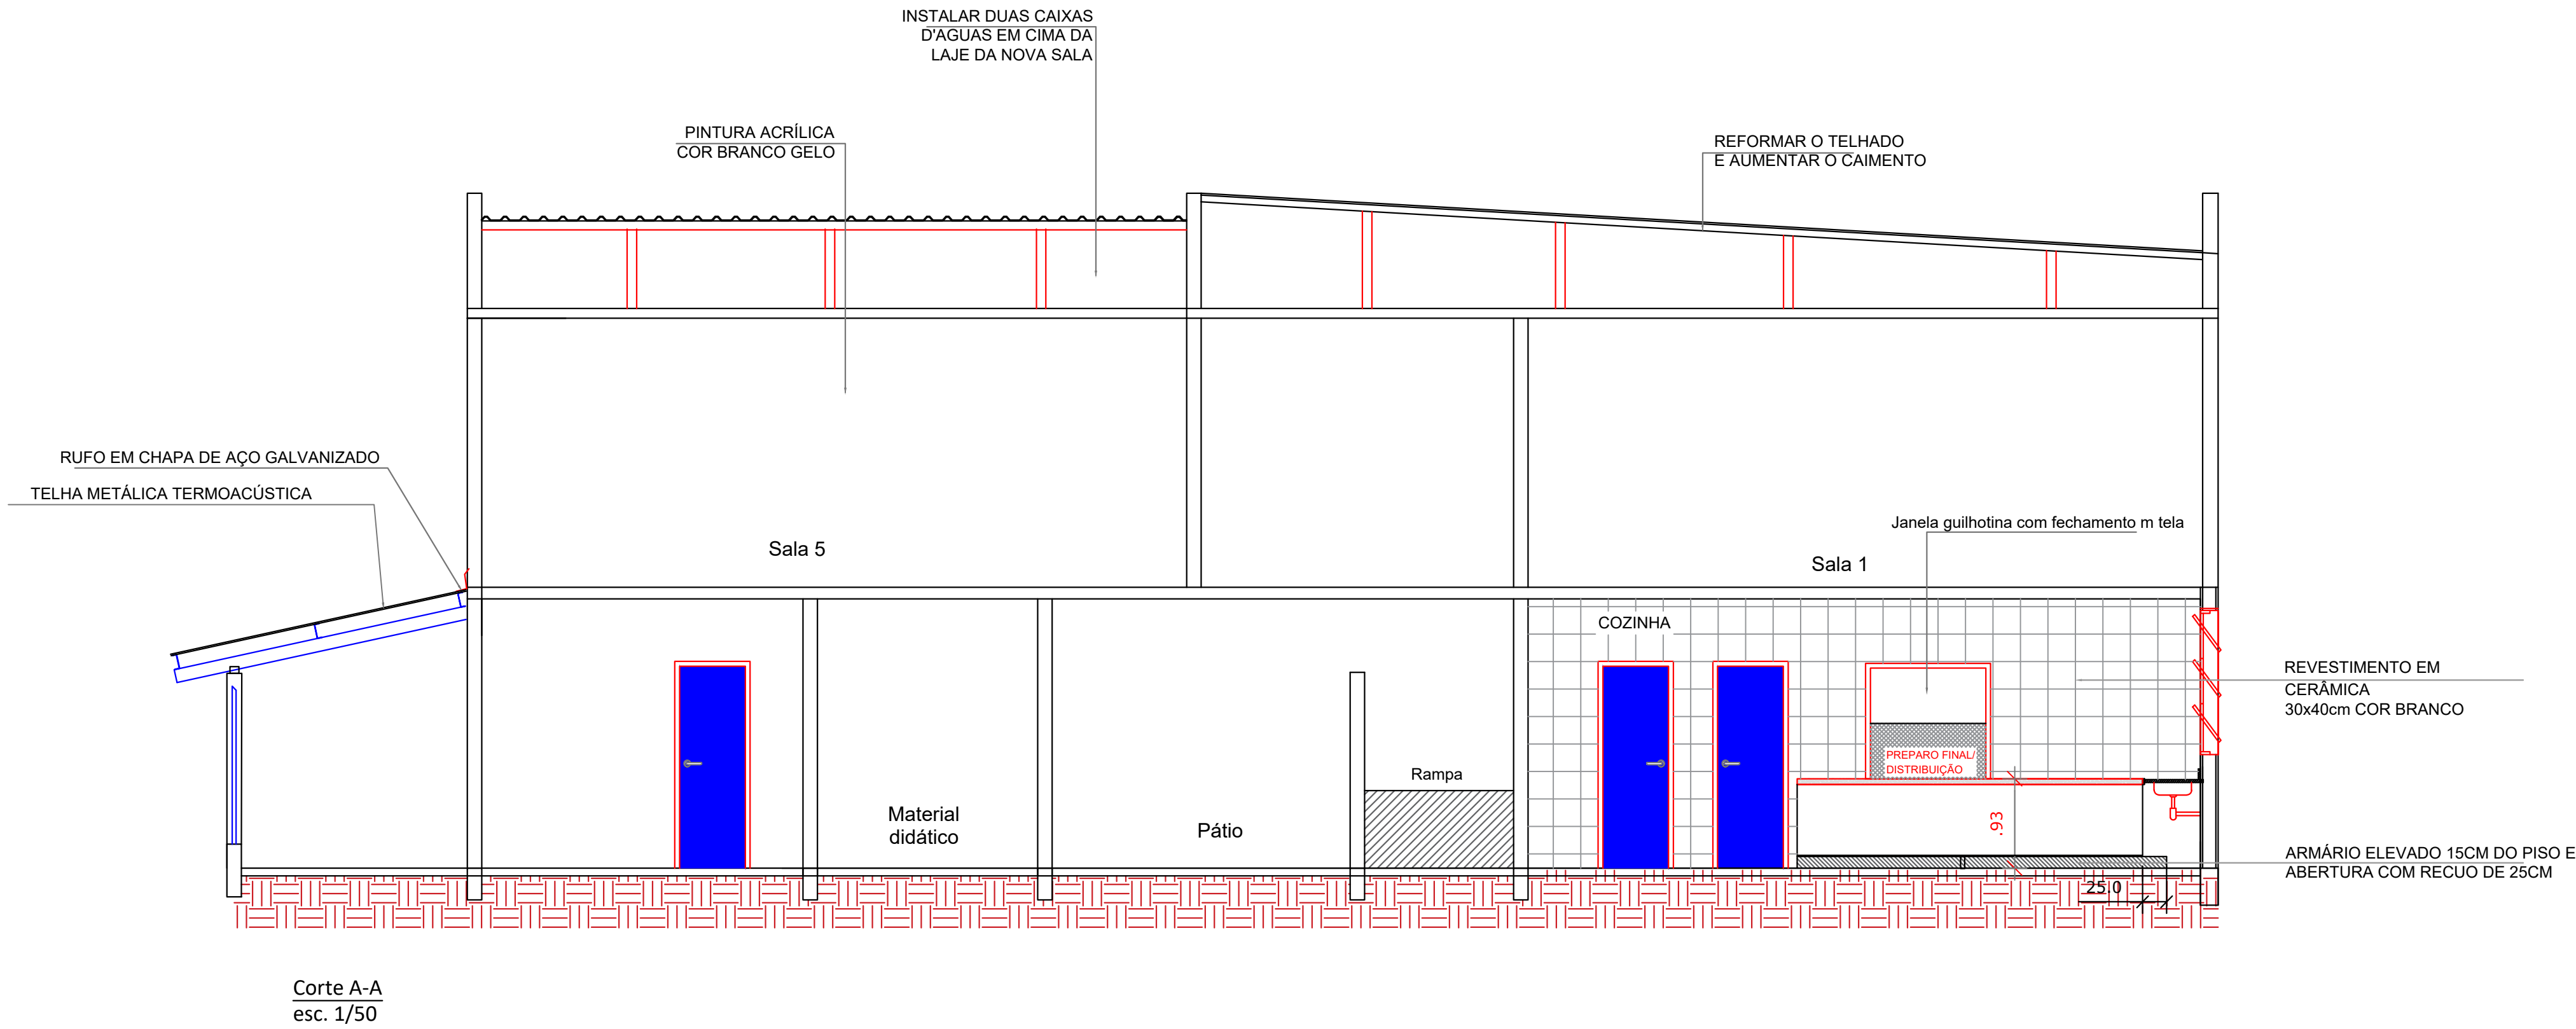 INSTALAR DUAS CAIXAS
D'AGUAS EM CIMA DA
LAJE DA NOVA SALA
PINTURA ACRÍLICA
COR BRANCO GELO
REFORMAR O TELHADO
E AUMENTAR O CAIMENTO
RUFO EM CHAPA DE AÇO GALVANIZADO
TELHA METÁLICA TERMOACÚSTICA
Janela guilhotina com fechamento m tela
Sala 5
Sala 1
COZINHA
REVESTIMENTO EM
CERÂMICA
30x40cm COR BRANCO
PREPARO FINAL/
DISTRIBUIÇÃO
Rampa
Material
didático
Pátio
.93
ARMÁRIO ELEVADO 15CM DO PISO E
ABERTURA COM RECUO DE 25CM
25.0
Corte A-A
esc. 1/50